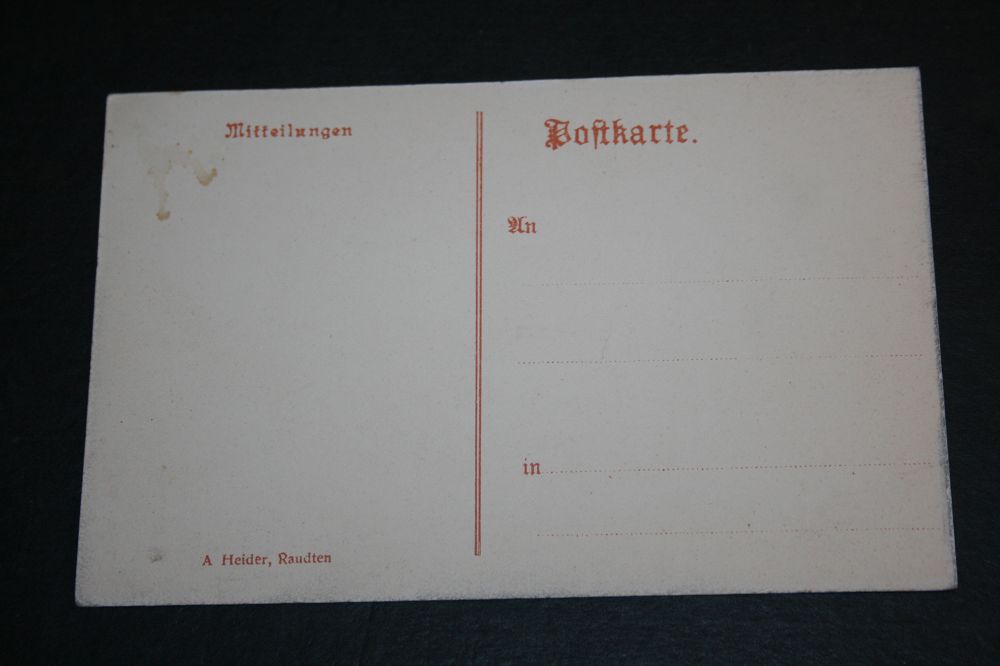 Mitteilungen
Postkarte.
An
in
A Heider, Raudten